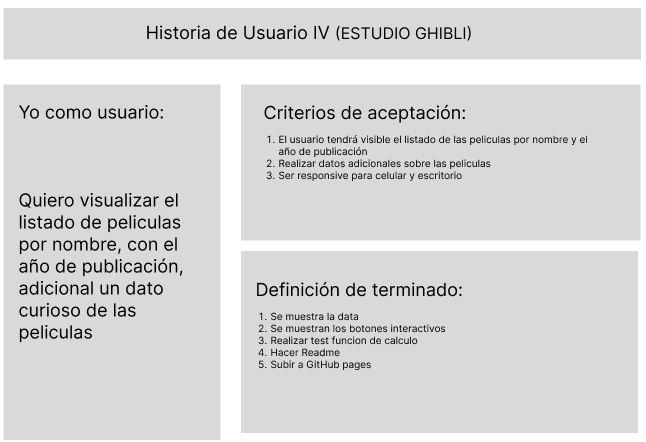 Historia de Usuario IV (ESTUDIO GHIBLI)
Yo como usuario:
Quiero visualizar el
listado de peliculas
por nombre, con el
año de publicación,
adicional un dato
curioso de las
peliculas
Criterios de aceptación:
1. El usuario tendrá visible el listado de las peliculas por nombre y el
año de publicación
2. Realizar datos adicionales sobre las peliculas
3. Ser responsive para celular y escritorio
Definición de terminado:
1. Se muestra la data
2. Se muestran los botones interactivos
3. Realizar test funcion de calculo
4. Hacer Readme
5. Subir a GitHub pages